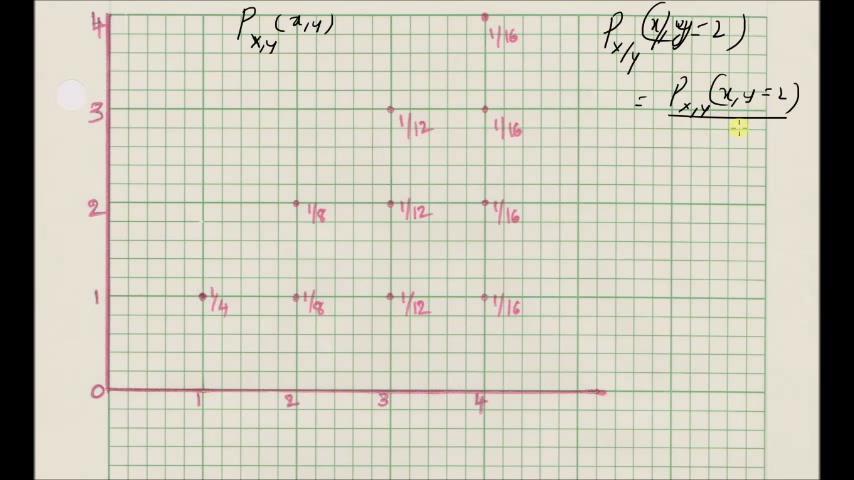 4 P_{x,y}(x,y) 1/16 P_{x/y}(x/y=2)
= P_{x,y}(x,y=2)
3 1/12 1/16
2 1/8 1/12 1/16
1 1/4 1/8 1/12 1/16
0
1 2 3 4